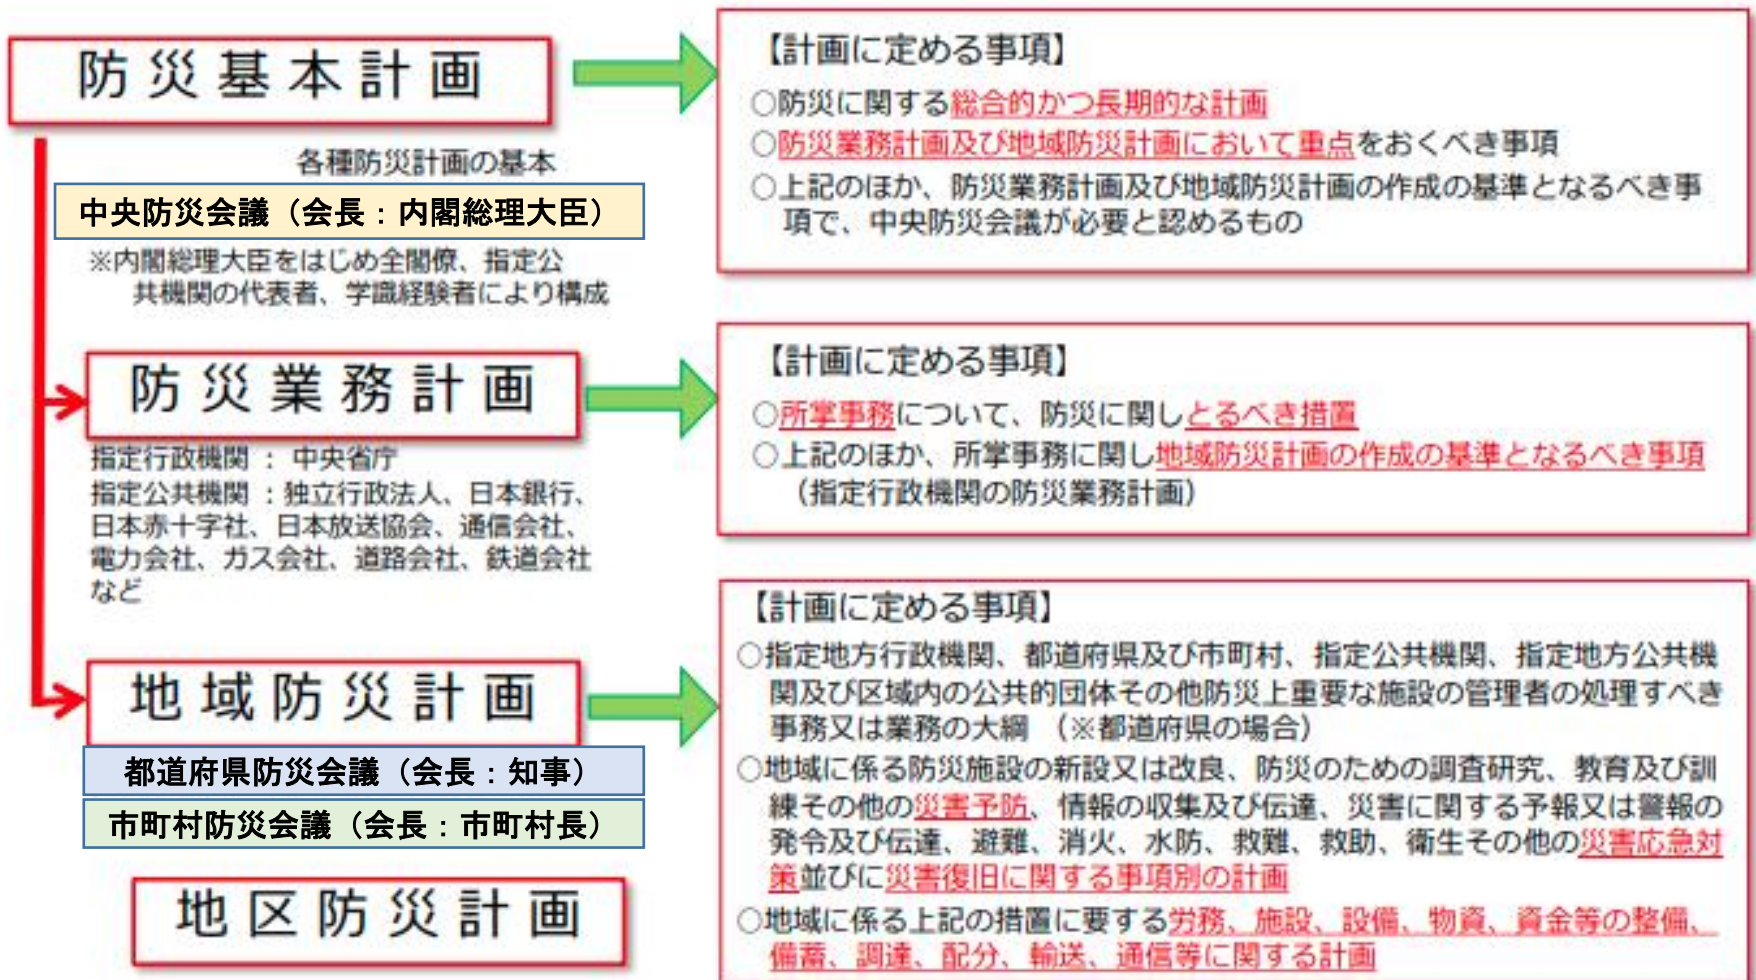 防災基本計画
各種防災計画の基本
中央防災会議（会長：内閣総理大臣）
※内閣総理大臣をはじめ全閣僚、指定公
共機関の代表者、学識経験者により構成
【計画に定める事項】
○防災に関する総合的かつ長期的な計画
○防災業務計画及び地域防災計画において重点をおくべき事項
○上記のほか、防災業務計画及び地域防災計画の作成の基準となるべき事
項で、中央防災会議が必要と認めるもの
防災業務計画
指定行政機関 ： 中央省庁
指定公共機関 ：独立行政法人、日本銀行、
日本赤十字社、日本放送協会、通信会社、
電力会社、ガス会社、道路会社、鉄道会社
など
【計画に定める事項】
○所掌事務について、防災に関しとるべき措置
○上記のほか、所掌事務に関し地域防災計画の作成の基準となるべき事項
（指定行政機関の防災業務計画）
地域防災計画
都道府県防災会議（会長：知事）
市町村防災会議（会長：市町村長）
【計画に定める事項】
○指定地方行政機関、都道府県及び市町村、指定公共機関、指定地方公共機
関及び区域内の公共的団体その他防災上重要な施設の管理者の処理すべき
事務又は業務の大綱 （※都道府県の場合）
○地域に係る防災施設の新設又は改良、防災のための調査研究、教育及び訓
練その他の災害予防、情報の収集及び伝達、災害に関する予報又は警報の
発令及び伝達、避難、消火、水防、救難、救助、衛生その他の災害応急対
策並びに災害復旧に関する事項別の計画
○地域に係る上記の措置に要する労務、施設、設備、物資、資金等の整備、
備蓄、調達、配分、輸送、通信等に関する計画
地区防災計画